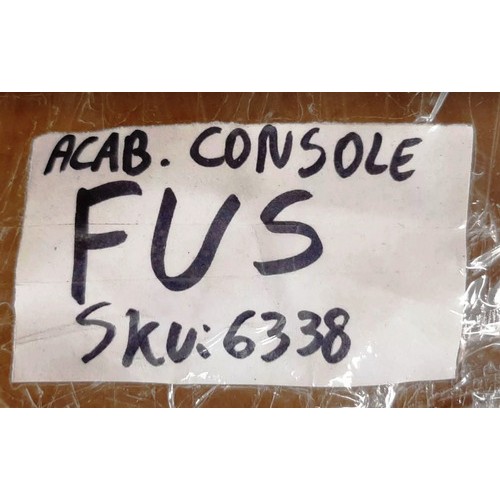 ACAB. CONSOLE
FUS
SKU: 6338